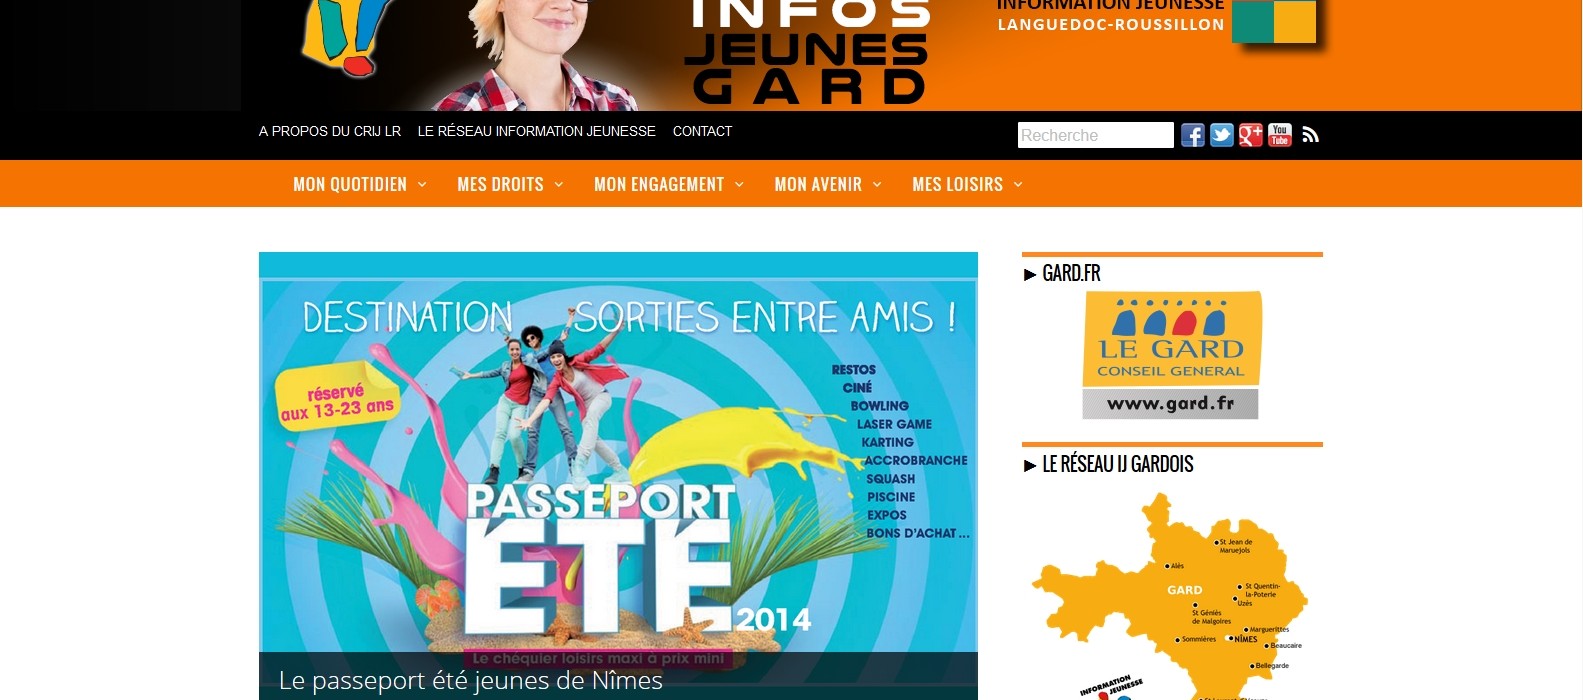 INFOS
JEUNES
GARD
INFORMATION JEUNESSE
LANGUEDOC-ROUSSILLON
A PROPOS DU CRIJ LR LE RÉSEAU INFORMATION JEUNESSE CONTACT
Recherche
You
Tube
MON QUOTIDIEN MES DROITS MON ENGAGEMENT MON AVENIR MES LOISIRS
DESTINATION SORTIES ENTRE AMIS !
réservé
aux 13-23 ans
RESTOS
CINÉ
BOWLING
LASER GAME
KARTING
ACCROBRANCHE
SQUASH
PISCINE
EXPOS
BONS D'ACHAT...
PASSEPORT
ÉTÉ
2014
Le chéquier loisirs maxi à prix mini
Le passeport été jeunes de Nîmes
► GARD.FR
LE GARD
CONSEIL GENERAL
www.gard.fr
► LE RÉSEAU IJ GARDOIS
St Jean de
Maruejols
Alès
GARD
St Quentin-
la-Poterie
Uzès
St Géniès
de Malgoires
Marguerittes
Sommières
NÎMES
Beaucaire
Bellegarde
INFORMATION
JEUNESSE